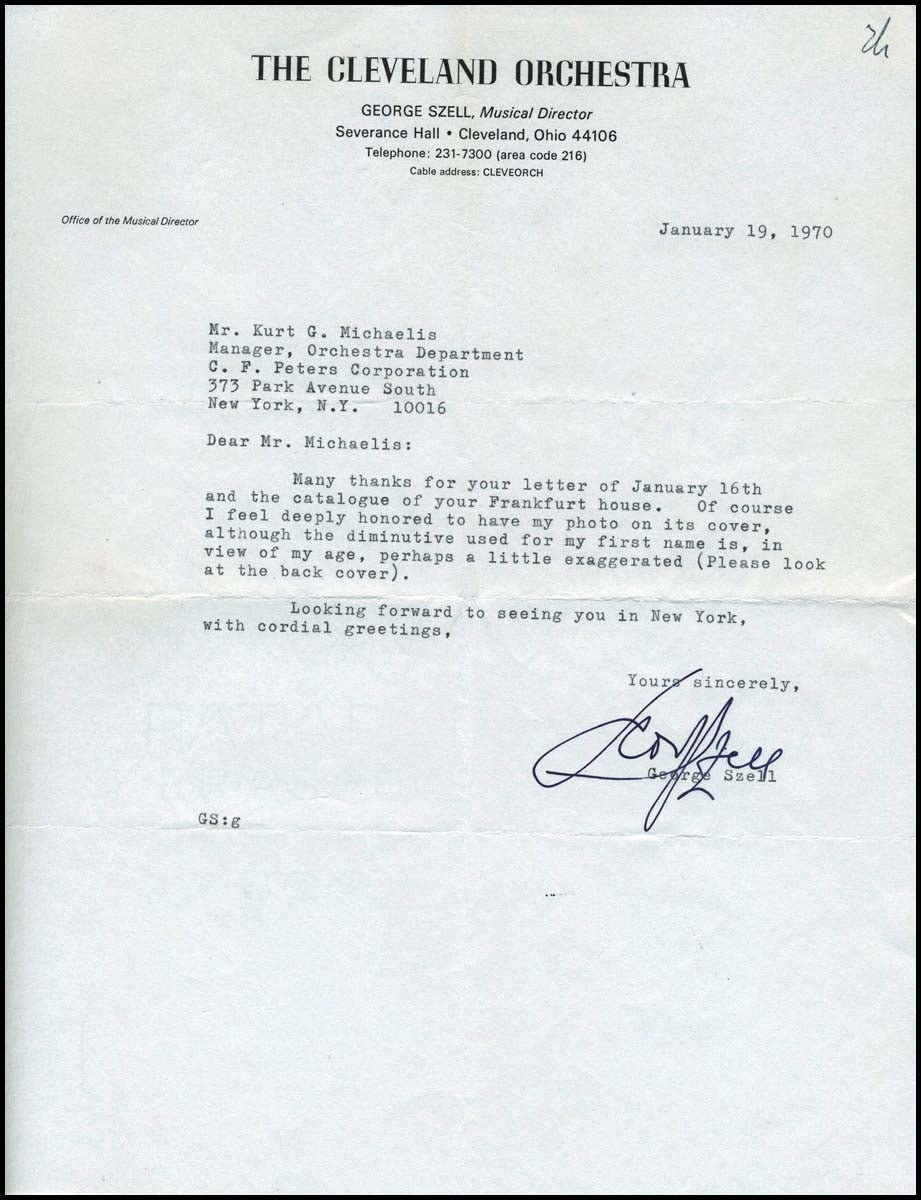 THE CLEVELAND ORCHESTRA
GEORGE SZELL, Musical Director
Severance Hall • Cleveland, Ohio 44106
Telephone: 231-7300 (area code 216)
Cable address: CLEVEORCH
Office of the Musical Director
January 19, 1970
Mr. Kurt G. Michaelis
Manager, Orchestra Department
C. F. Peters Corporation
373 Park Avenue South
New York, N.Y. 10016
Dear Mr. Michaelis:
Many thanks for your letter of January 16th
and the catalogue of your Frankfurt house. Of course
I feel deeply honored to have my photo on its cover,
although the diminutive used for my first name is, in
view of my age, perhaps a little exaggerated (Please look
at the back cover).
Looking forward to seeing you in New York,
with cordial greetings,
Yours sincerely,
George Szell
GS:g